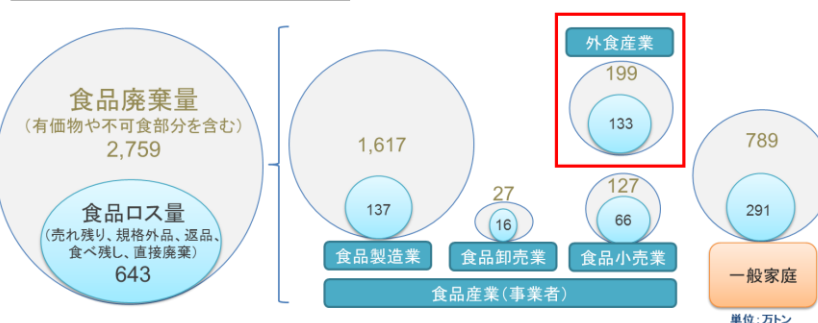 食品廃棄量
(有価物や不可食部分を含む)
2,759
食品ロス量
(売れ残り、規格外品、返品、
食べ残し、直接廃棄)
643
1,617
137
食品製造業
27
16
食品卸売業
外食産業
199
133
127
66
食品小売業
食品産業(事業者)
789
291
一般家庭
単位:万トン